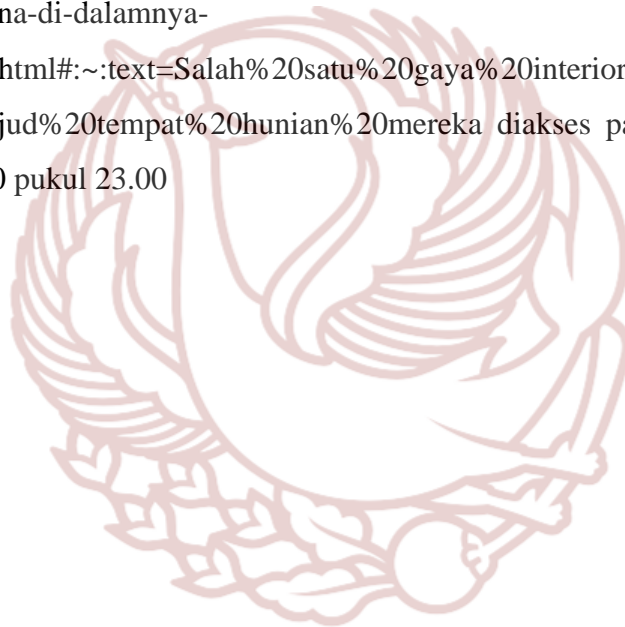 na-di-dalamnya-
html#:~:text=Salah%20satu%20gaya%20interior
jud%20tempat%20hunian%20mereka diakses pa
0 pukul 23.00